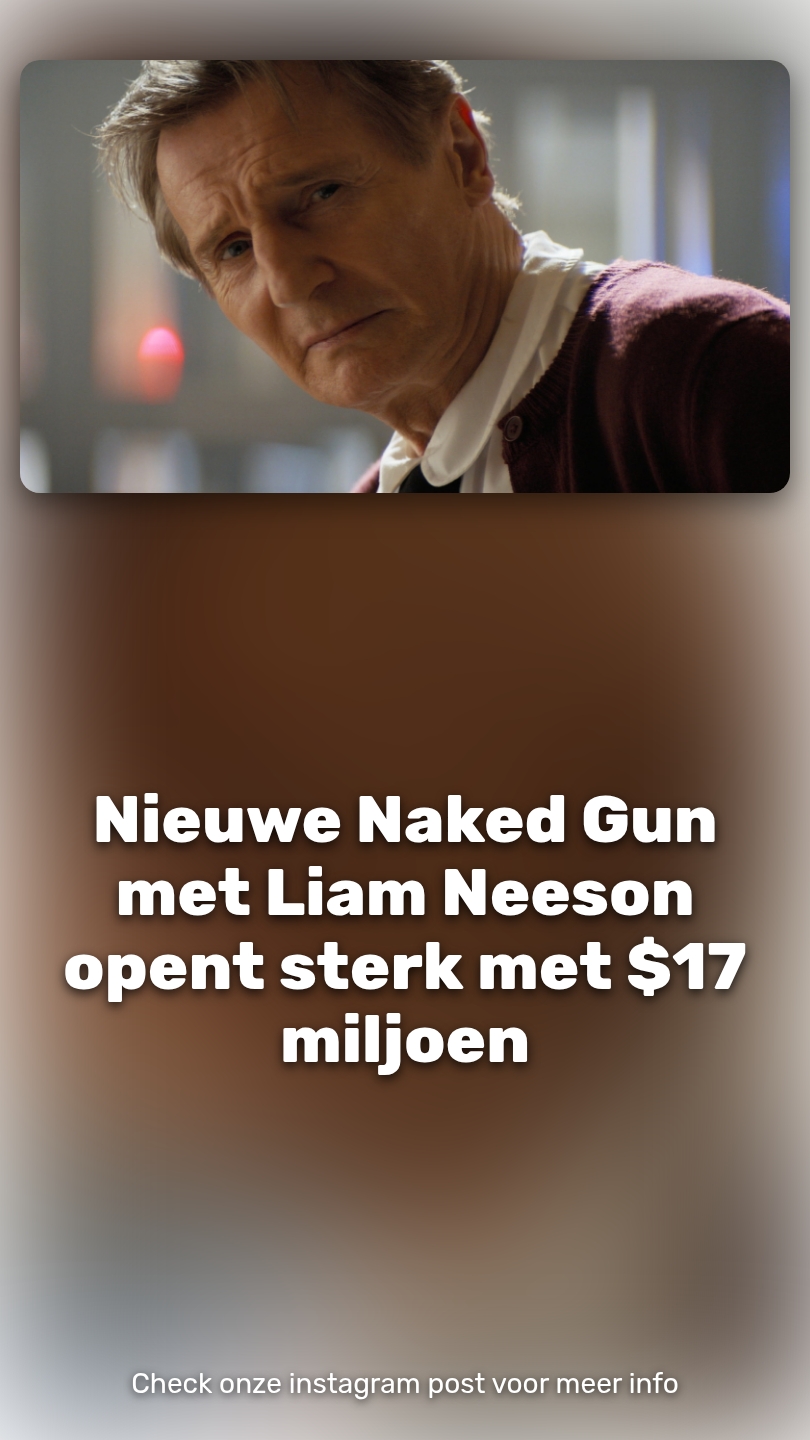 Nieuwe Naked Gun
met Liam Neeson
opent sterk met $17
miljoen
Check onze instagram post voor meer info